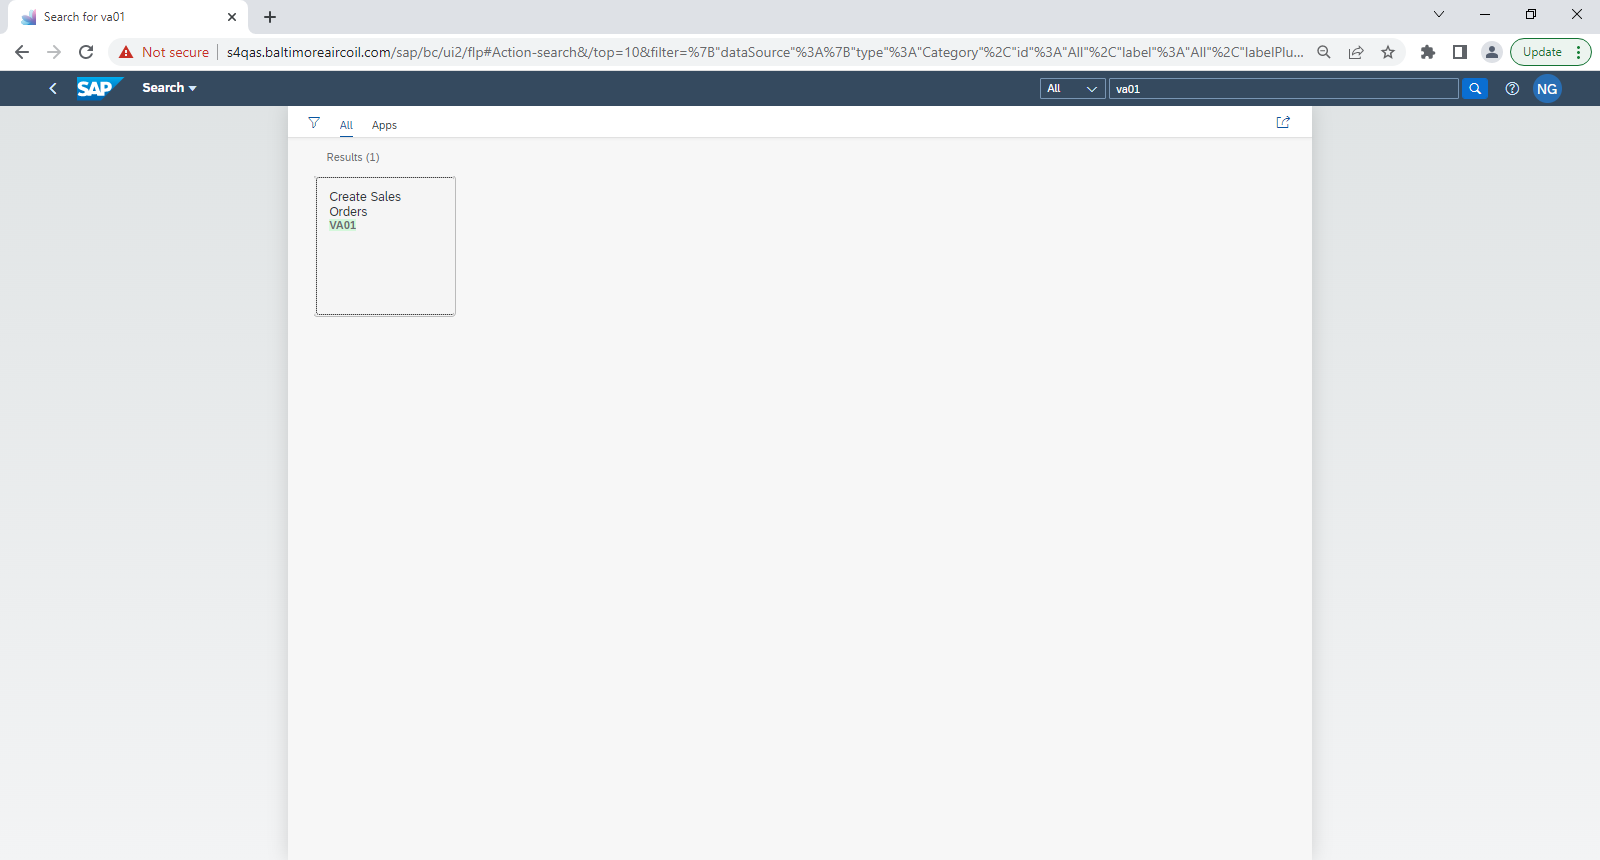 Search for va01
Not secure
s4qas.baltimoreaircoil.com/sap/bc/ui2/flp#Action-search&/top=10&filter=%7B"dataSource"%3A%7B"type"%3A"Category"%2C"id"%3A"All"%2C"label"%3A"All"%2C"labelPlu...
Update
SAP
Search
All
va01
NG
All
Apps
Results (1)
Create Sales
Orders
VA01